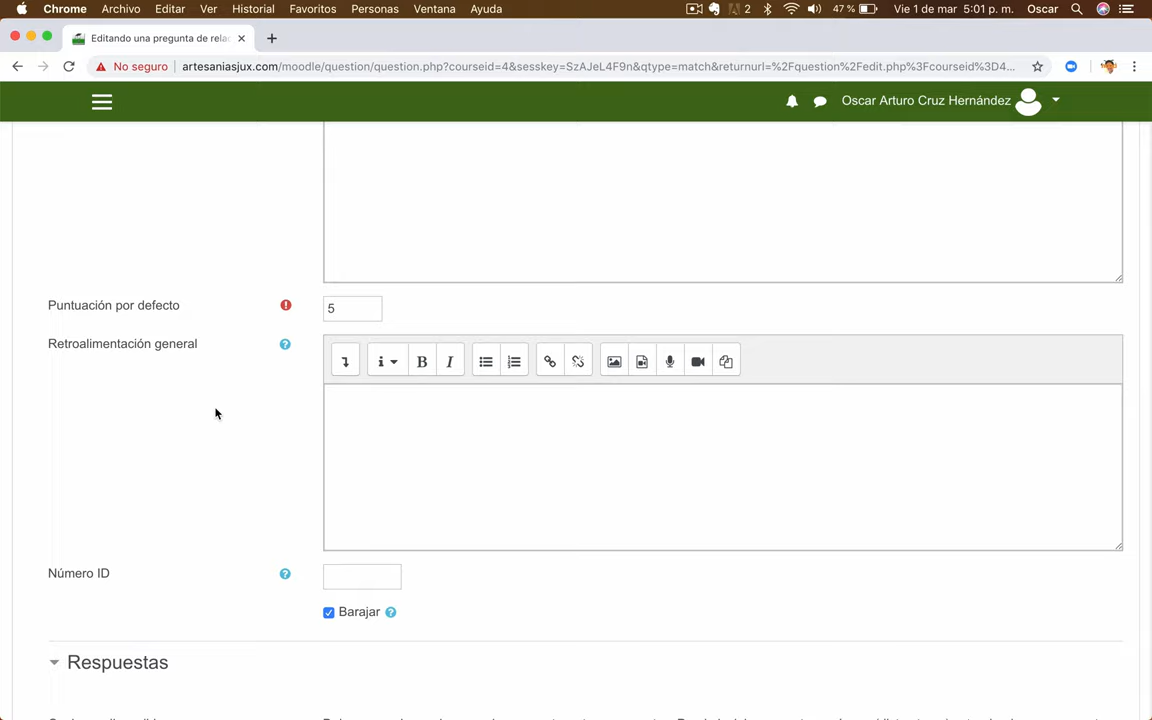 Chrome Archivo Editar Ver Historial Favoritos Personas Ventana Ayuda 2 47 % Vie 1 de mar 5:01 p. m. Oscar
Editando una pregunta de rela
No seguro artesaniasjux.com/moodle/question/question.php?courseid=4&sesskey=SzAJeL4F9n&qtype=match&returnurl=%2Fquestion%2Fedit.php%3Fcourseid%3D4...
Oscar Arturo Cruz Hernández
Puntuación por defecto
5
Retroalimentación general
B I
Número ID
Barajar
Respuestas